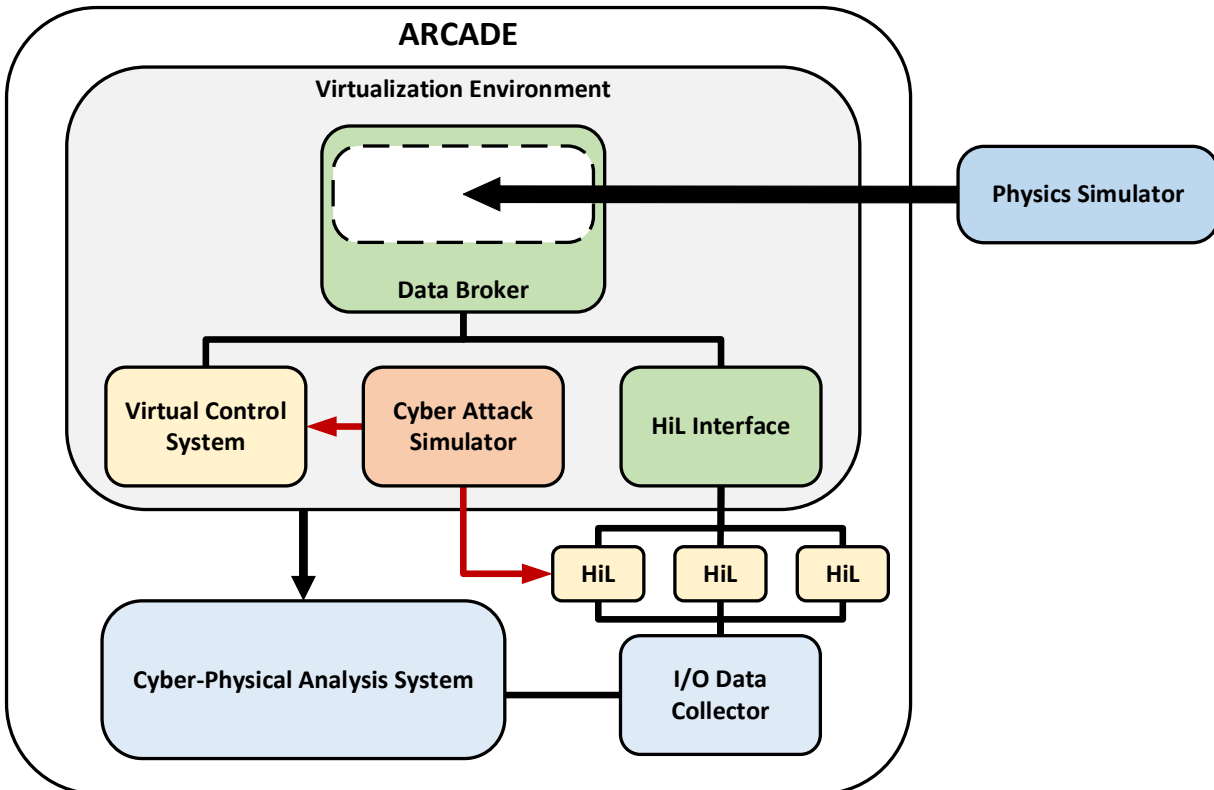 ARCADE
Virtualization Environment
Physics Simulator
Data Broker
Virtual Control
System
Cyber Attack
Simulator
HiL Interface
HiL
HiL
HiL
Cyber-Physical Analysis System
I/O Data
Collector